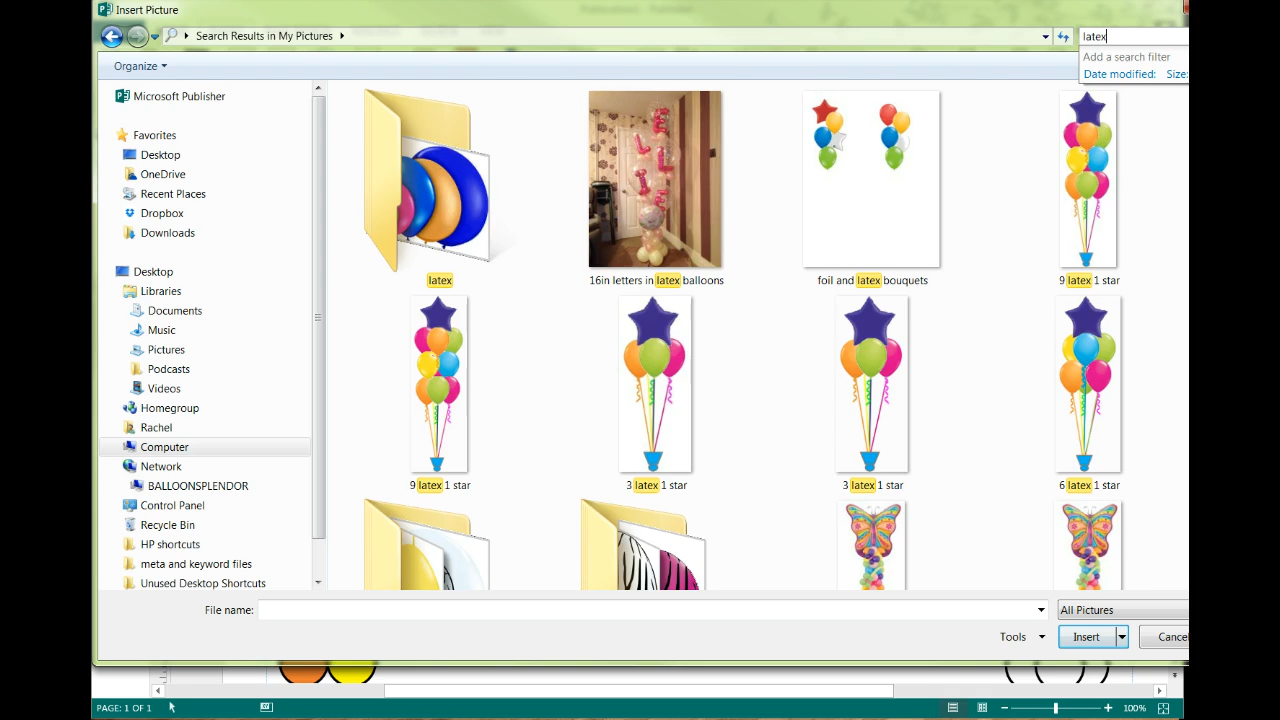 Insert Picture
Search Results in My Pictures
latex
Add a search filter
Date modified: Size:
Organize
Microsoft Publisher
Favorites
Desktop
OneDrive
Recent Places
Dropbox
Downloads
Desktop
Libraries
Documents
Music
Pictures
Podcasts
Videos
Homegroup
Rachel
Computer
Network
BALLOONSPLENDOR
Control Panel
Recycle Bin
HP shortcuts
meta and keyword files
Unused Desktop Shortcuts
latex
16in letters in latex balloons
foil and latex bouquets
9 latex 1 star
9 latex 1 star
3 latex 1 star
3 latex 1 star
6 latex 1 star
File name:
All Pictures
Tools
Insert
Cancel
PAGE: 1 OF 1
100%